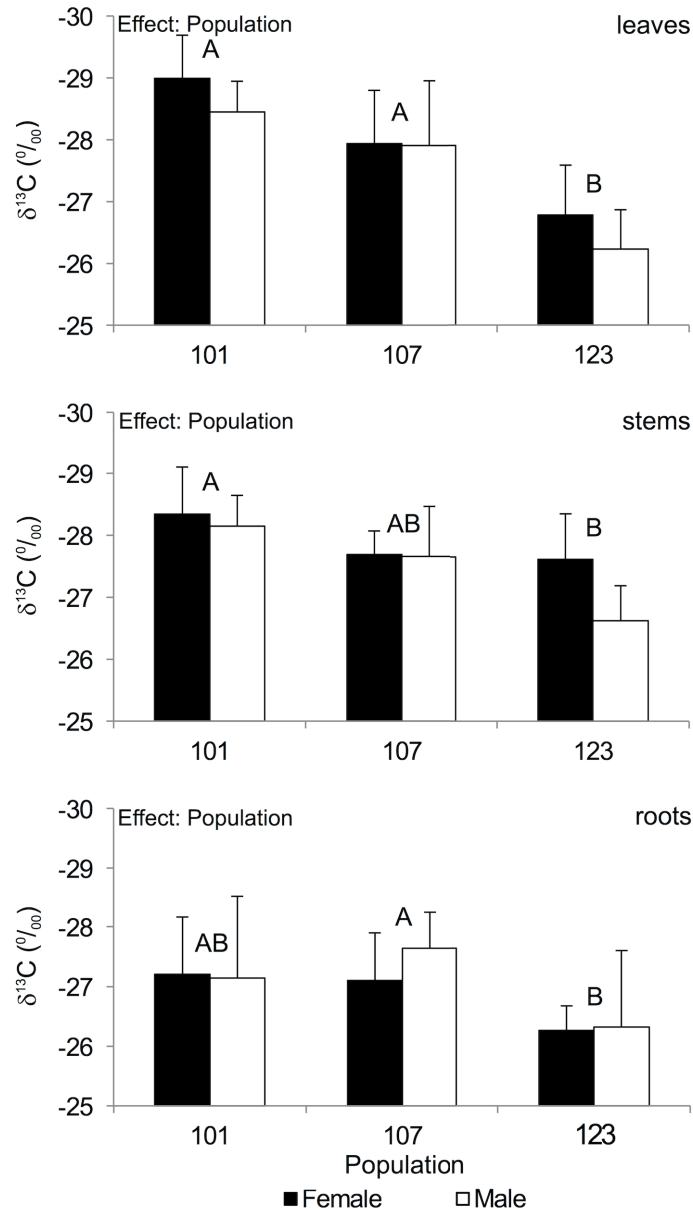 -30
Effect: Population
leaves
A
-29
A
-28
B
-27
-26
-25
δ¹³C (⁰/₀₀)
101 107 123
-30
Effect: Population
stems
-29
A
AB
B
-28
-27
-26
-25
δ¹³C (⁰/₀₀)
101 107 123
-30
Effect: Population
roots
-29
-28
A
AB
-27
B
-26
-25
δ¹³C (⁰/₀₀)
101 107 123
Population
Female Male